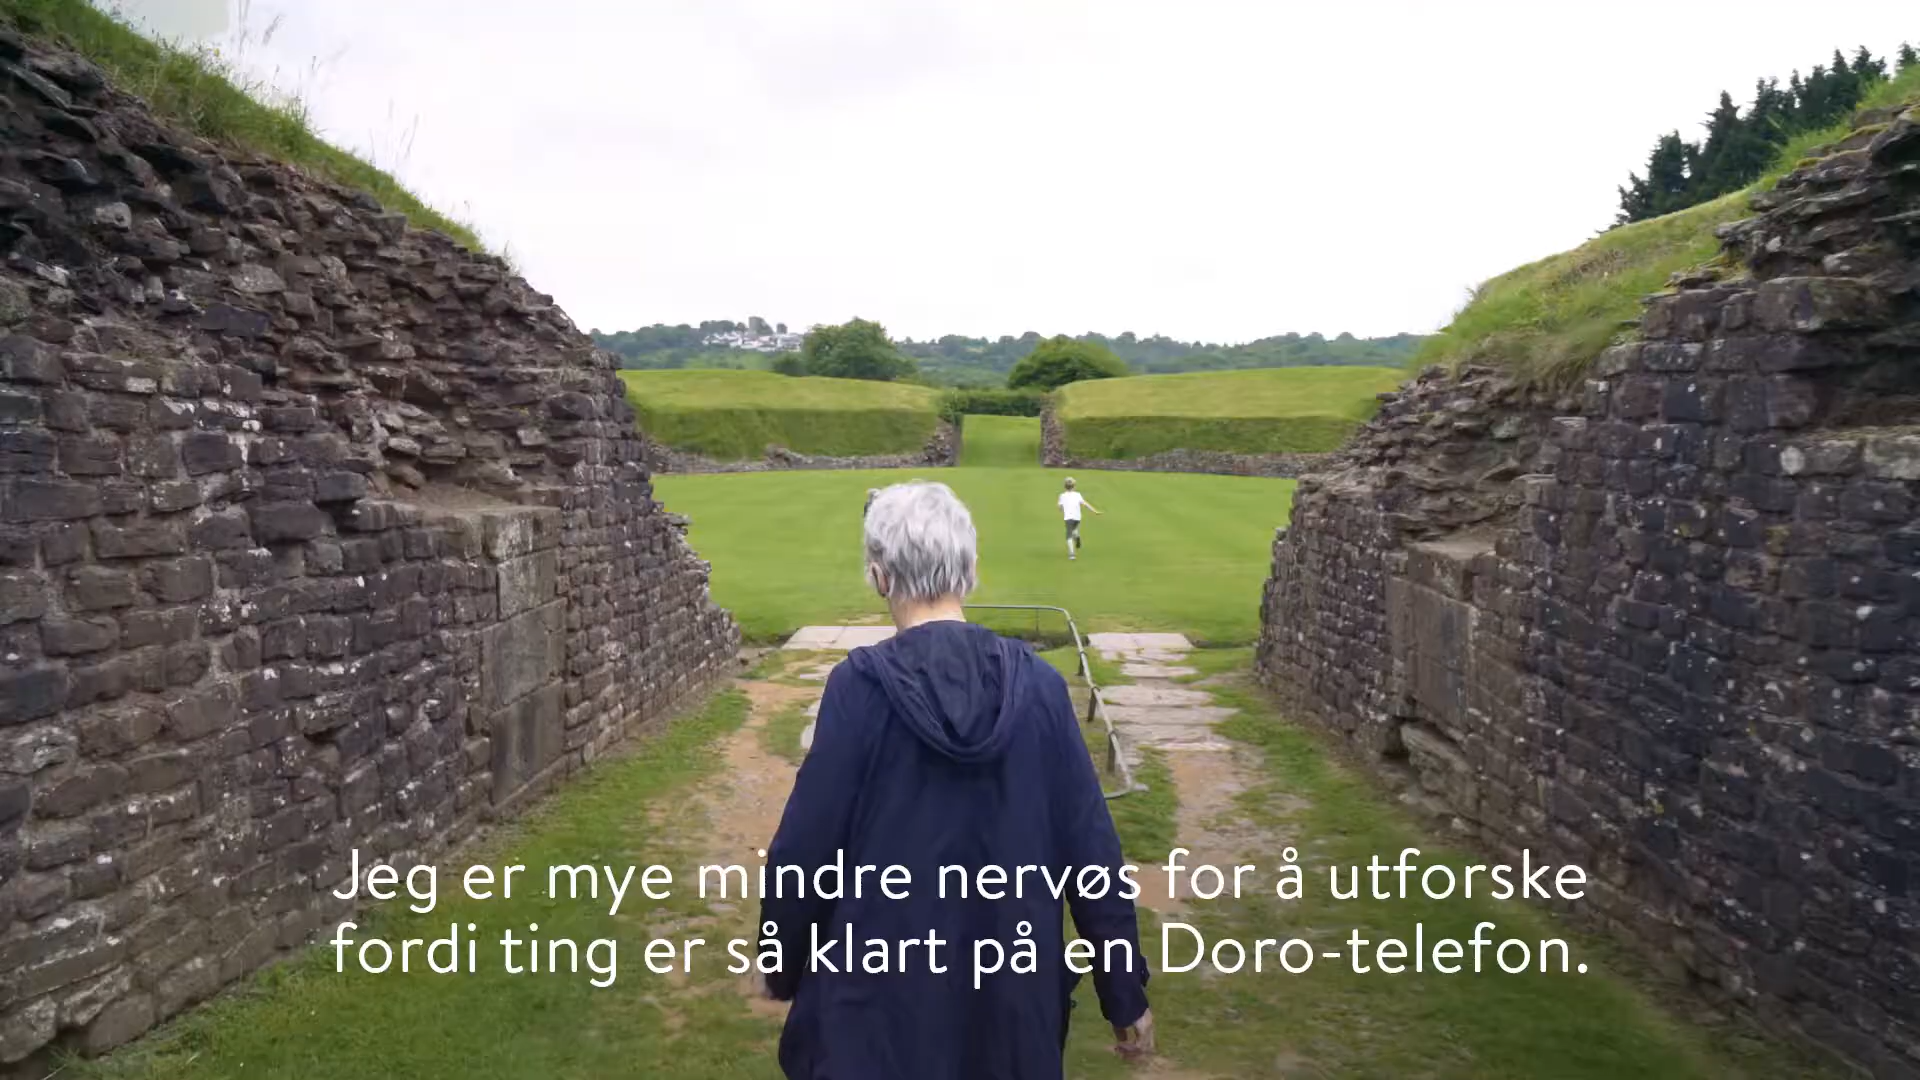 Jeg er mye mindre nervøs for å utforske
fordi ting er så klart på en Doro-telefon.